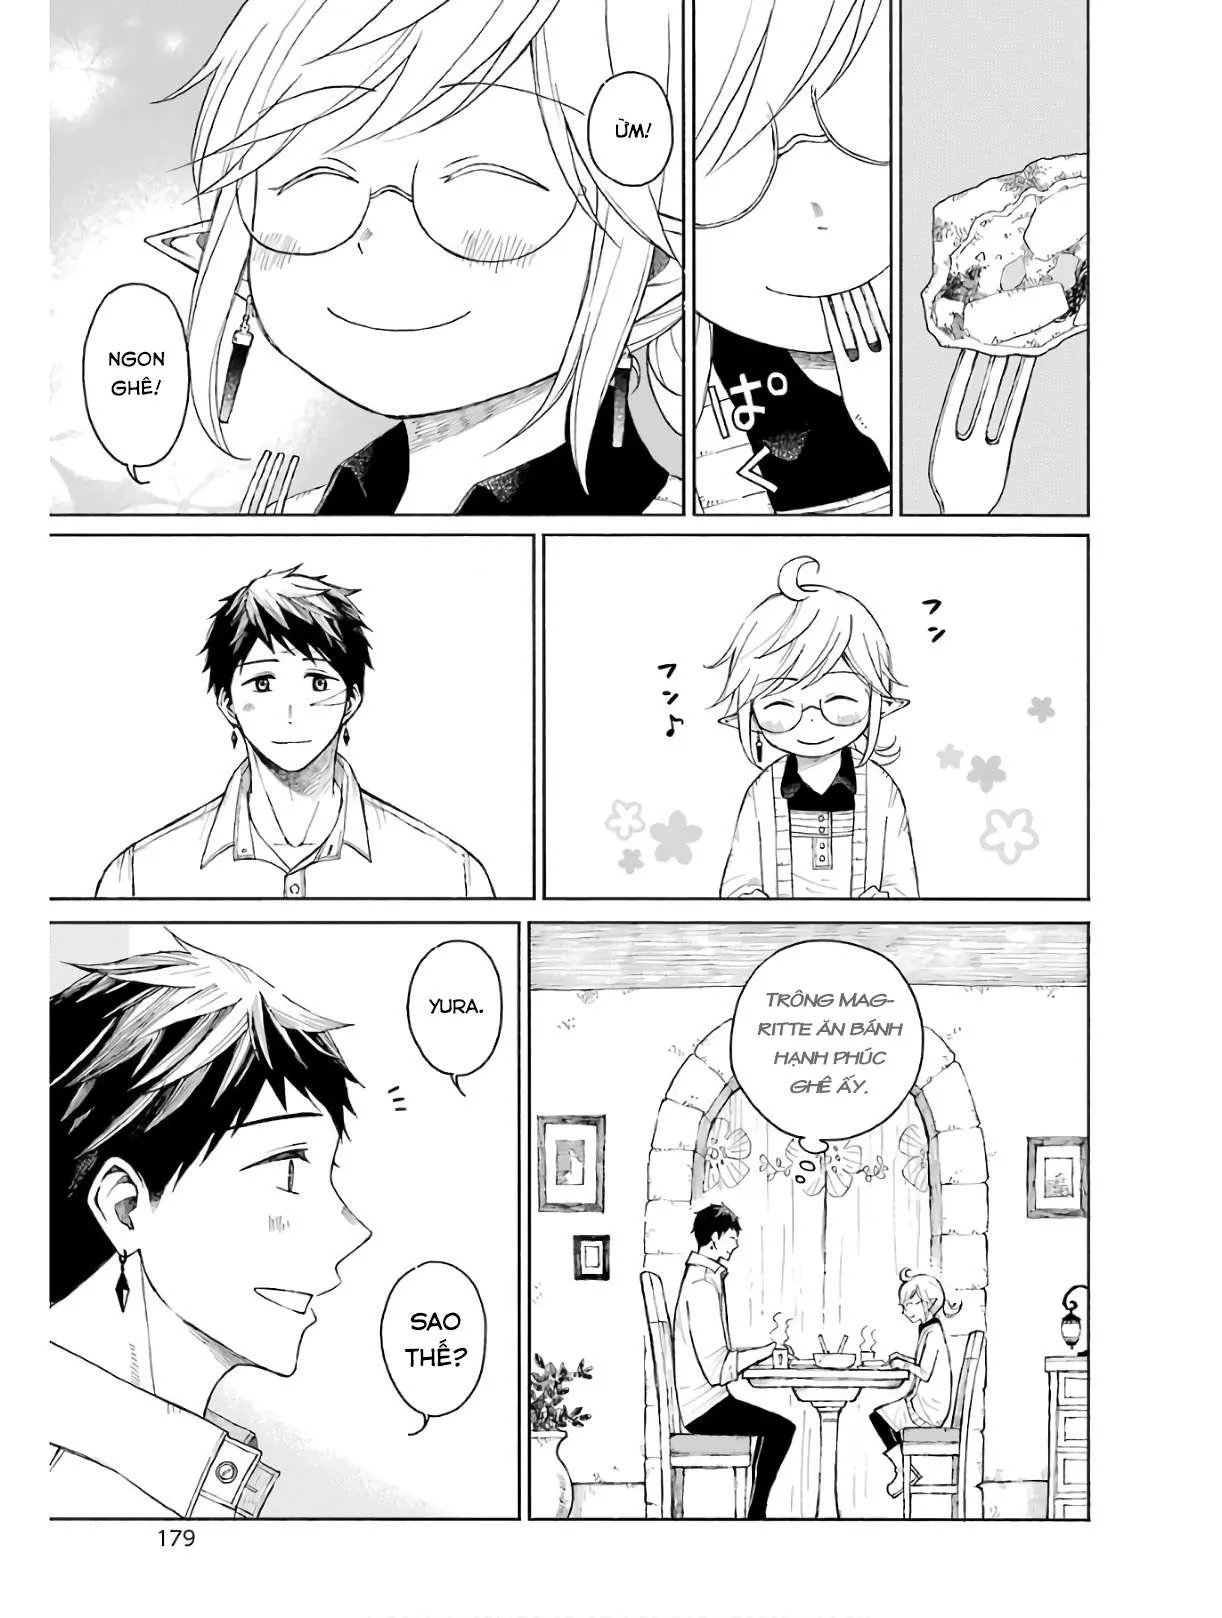 ぱ
く
ỪM!
NGON
GHÊ!
フン
フン♪
TRÔNG MAG-
RITTE ĂN BÁNH
HẠNH PHÚC
GHÊ ẤY.
YURA.
SAO
THẾ?
179